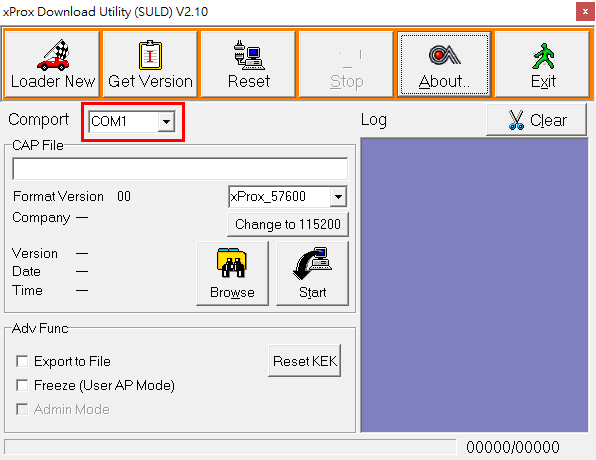 xProx Download Utility (SULD) V2.10
x
Loader New
Get Version
Reset
Stop
About..
Exit
Comport
COM1
Log
Clear
CAP File
Format Version 00
xProx_57600
Company —
Change to 115200
Version —
Date —
Time —
Browse
Start
Adv Func
Export to File
Reset KEK
Freeze (User AP Mode)
Admin Mode
00000/00000